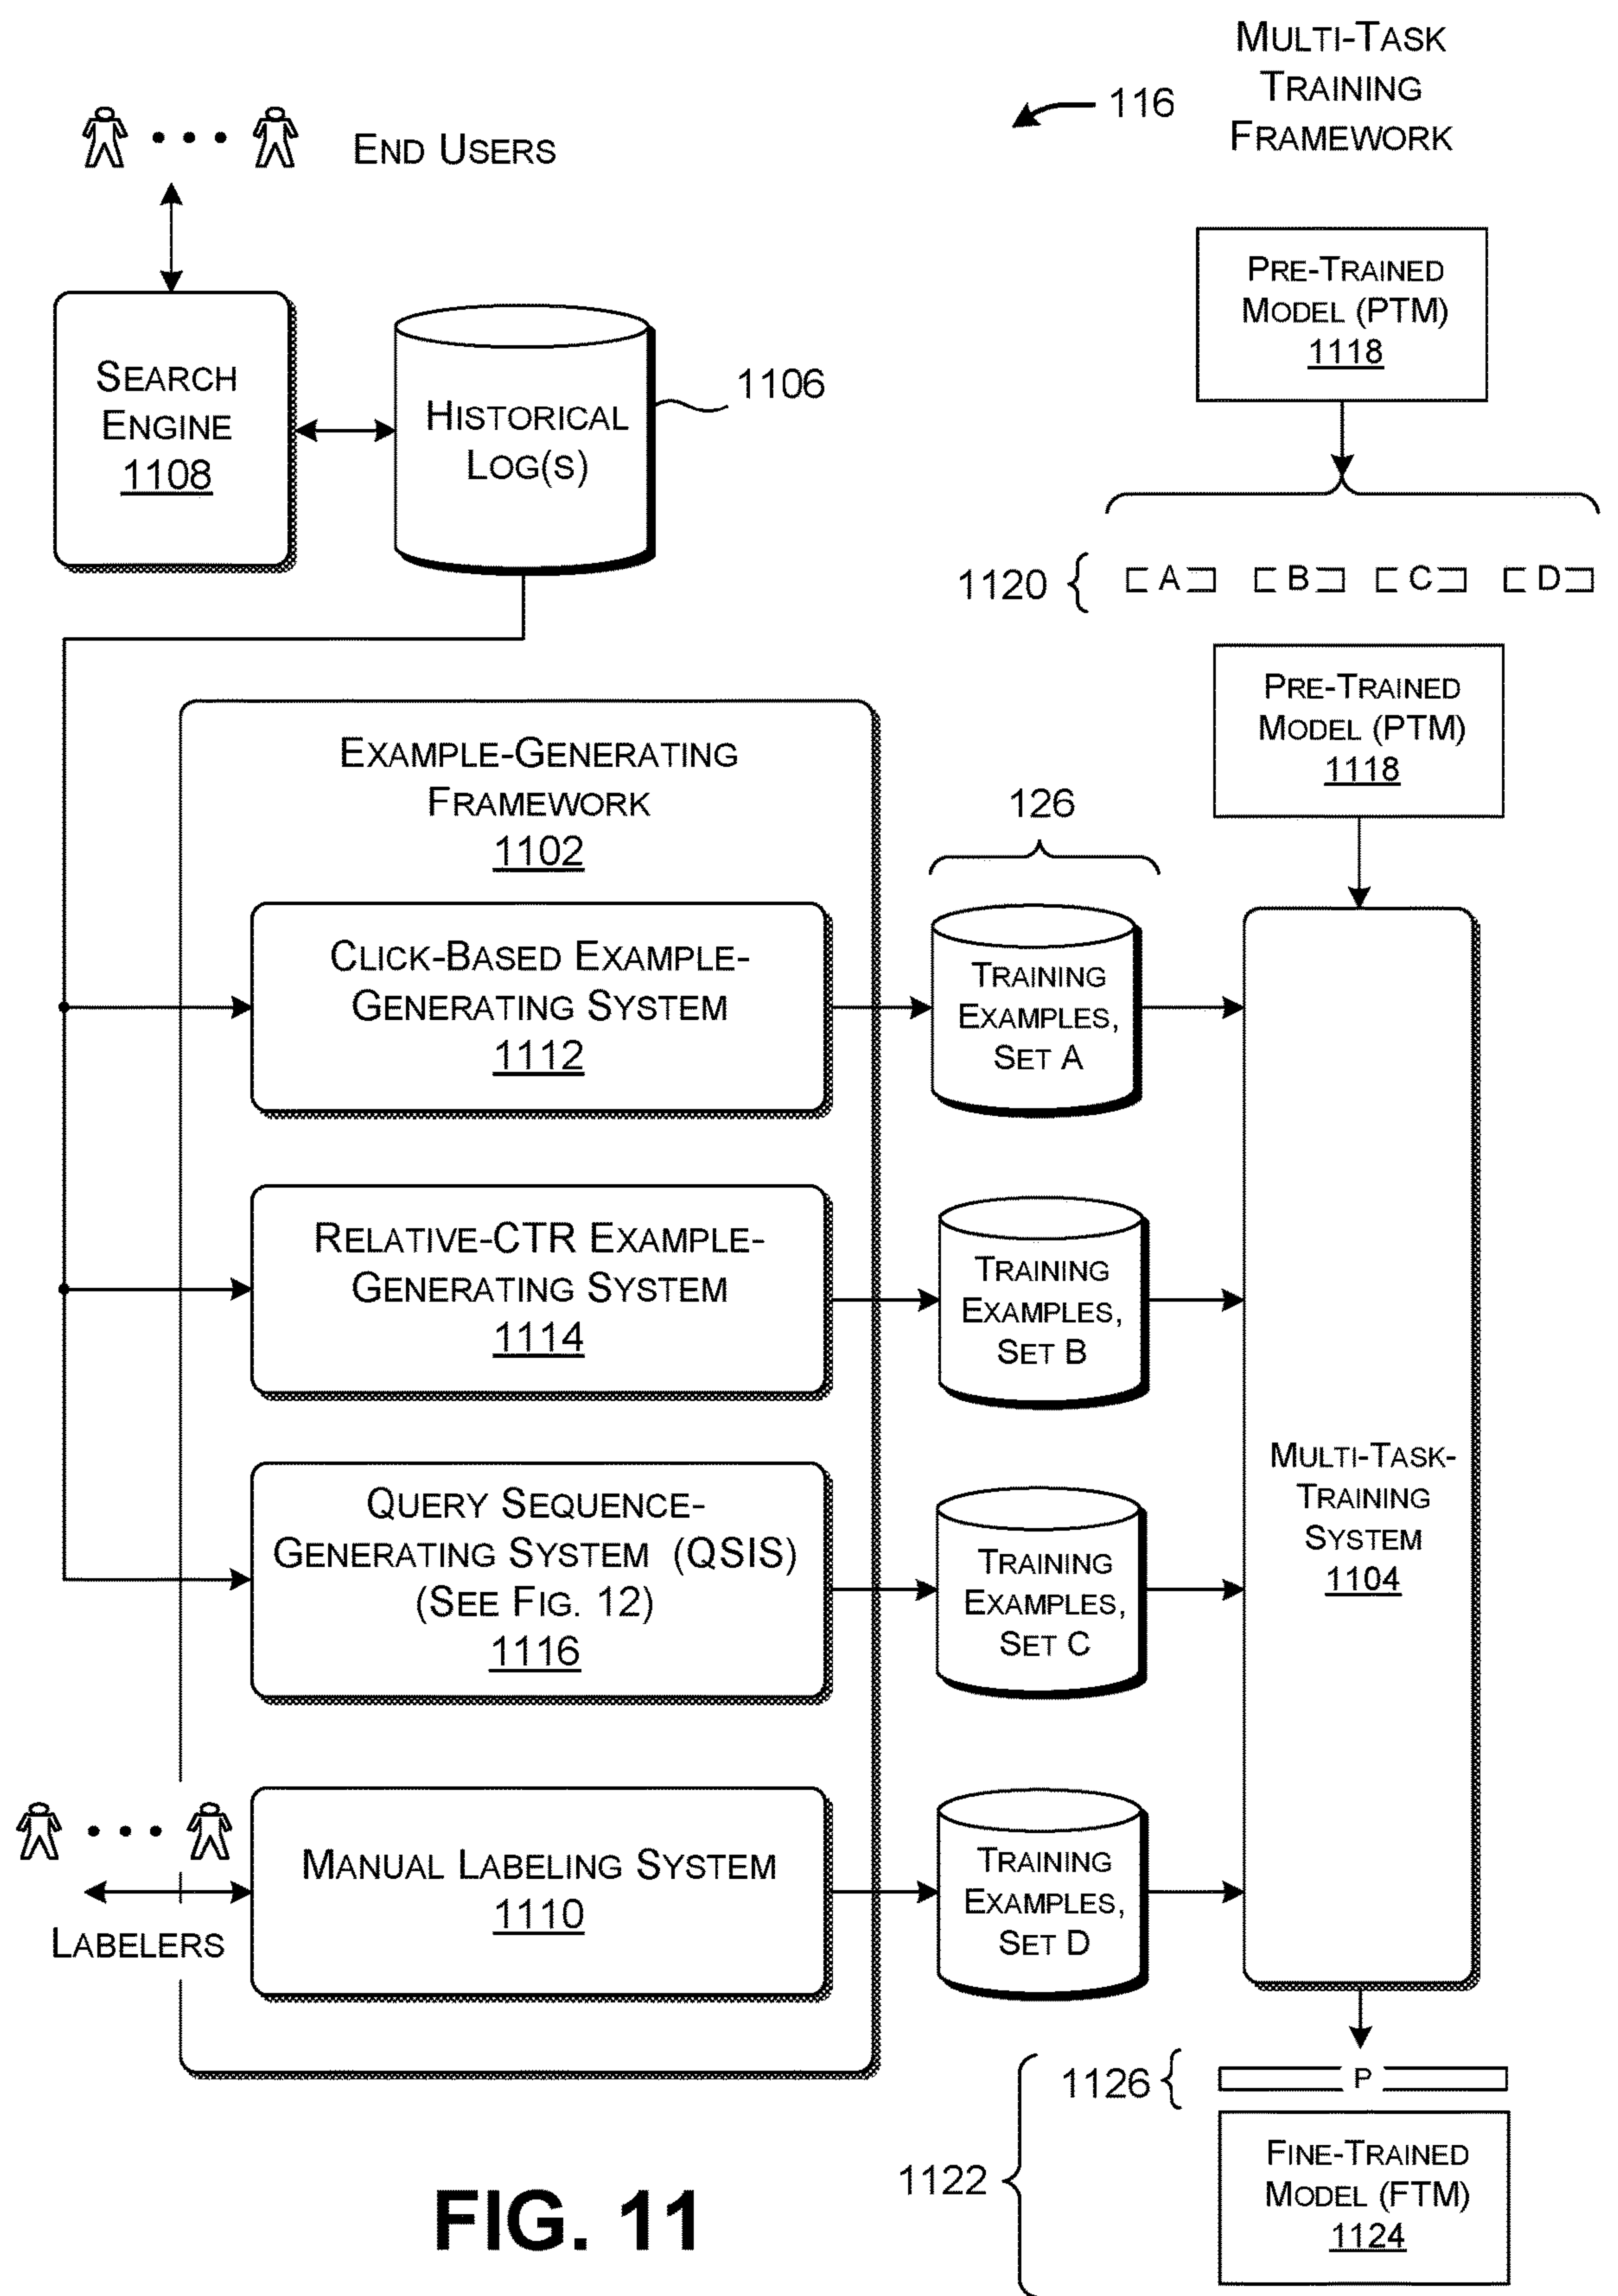 MULTI-TASK
TRAINING
FRAMEWORK
116
END USERS
PRE-TRAINED
MODEL (PTM)
1118
SEARCH
ENGINE
1108
HISTORICAL
LOG(S)
1106
1120
A B C D
PRE-TRAINED
MODEL (PTM)
1118
EXAMPLE-GENERATING
FRAMEWORK
1102
126
CLICK-BASED EXAMPLE-
GENERATING SYSTEM
1112
TRAINING
EXAMPLES,
SET A
RELATIVE-CTR EXAMPLE-
GENERATING SYSTEM
1114
TRAINING
EXAMPLES,
SET B
QUERY SEQUENCE-
GENERATING SYSTEM (QSIS)
(SEE FIG. 12)
1116
TRAINING
EXAMPLES,
SET C
MULTI-TASK-
TRAINING
SYSTEM
1104
LABELERS
MANUAL LABELING SYSTEM
1110
TRAINING
EXAMPLES,
SET D
1126
P
1122
FINE-TRAINED
MODEL (FTM)
1124
FIG. 11